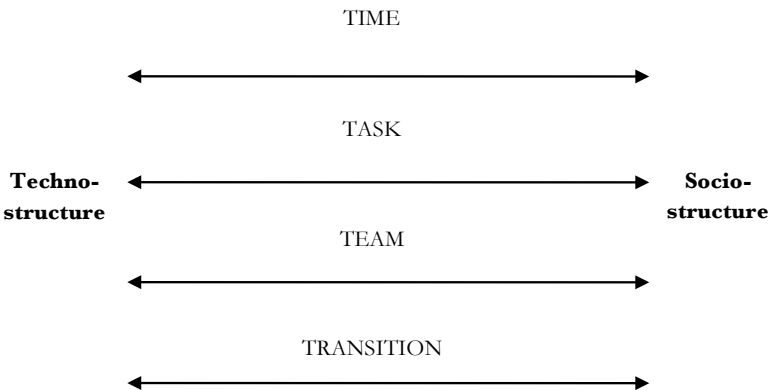 TIME
TASK
Techno-
structure
Socio-
structure
TEAM
TRANSITION